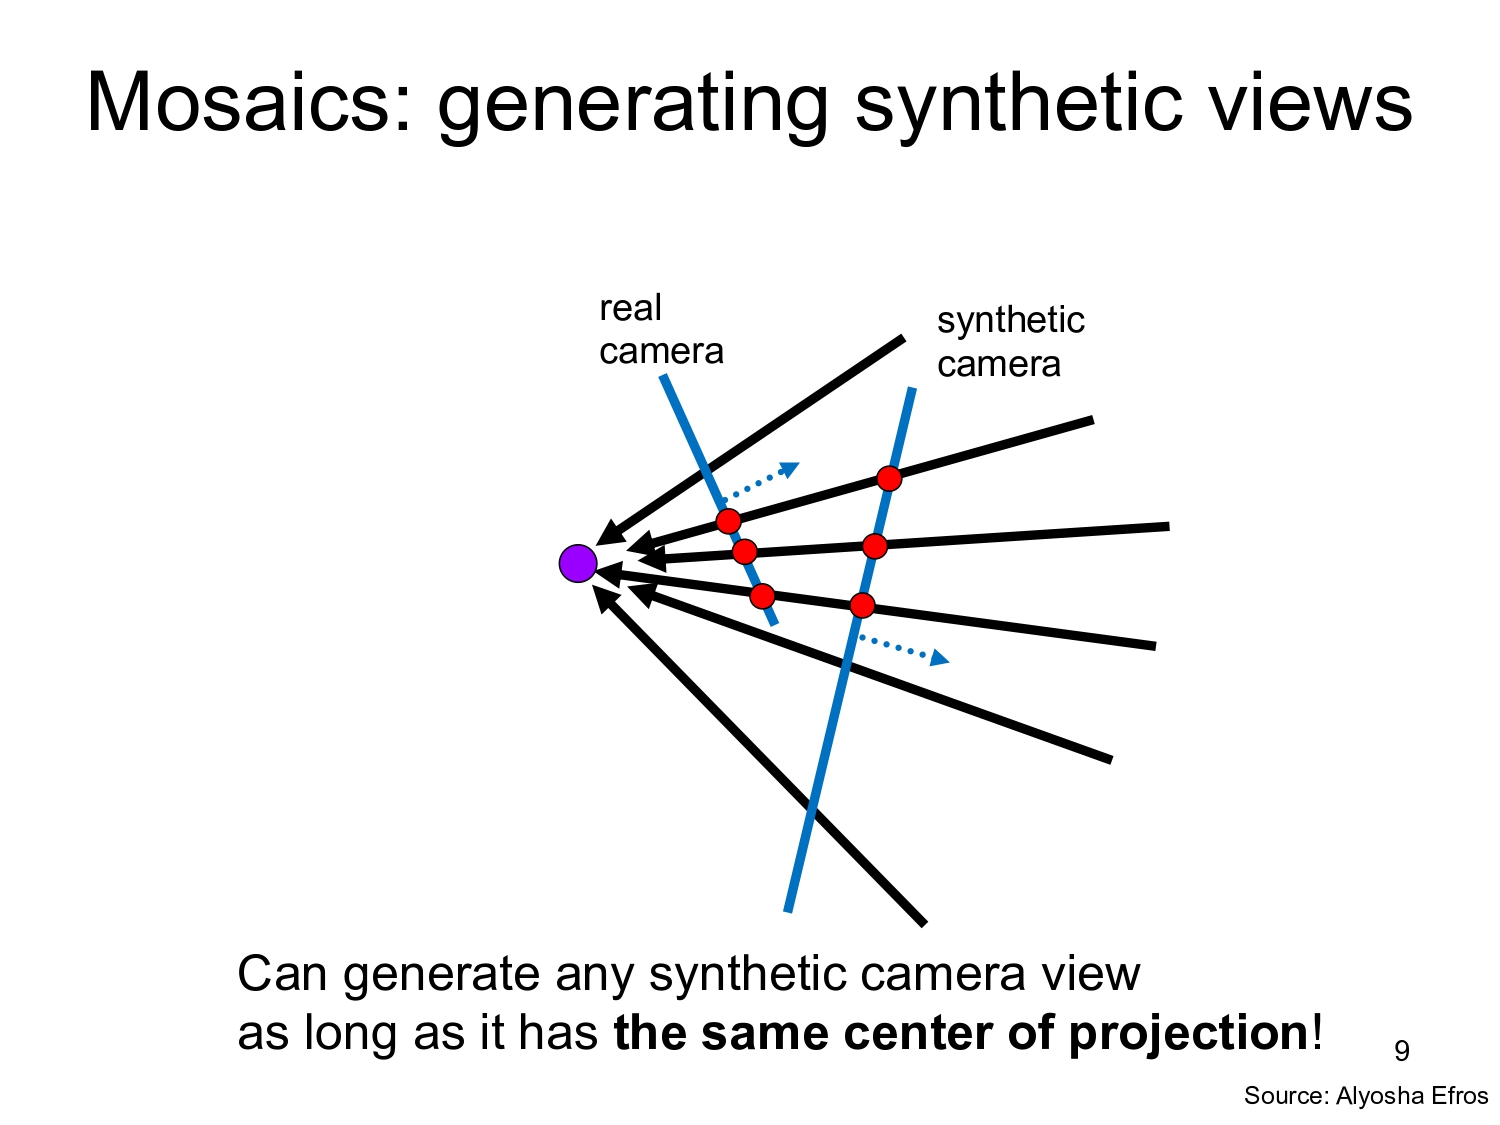 Mosaics: generating synthetic views
real
camera
synthetic
camera
Can generate any synthetic camera view
as long as it has the same center of projection!
9
Source: Alyosha Efros